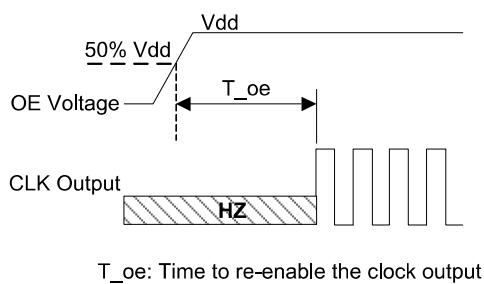 Vdd
50% Vdd
T_oe
OE Voltage
CLK Output
HZ
T_oe: Time to re-enable the clock output